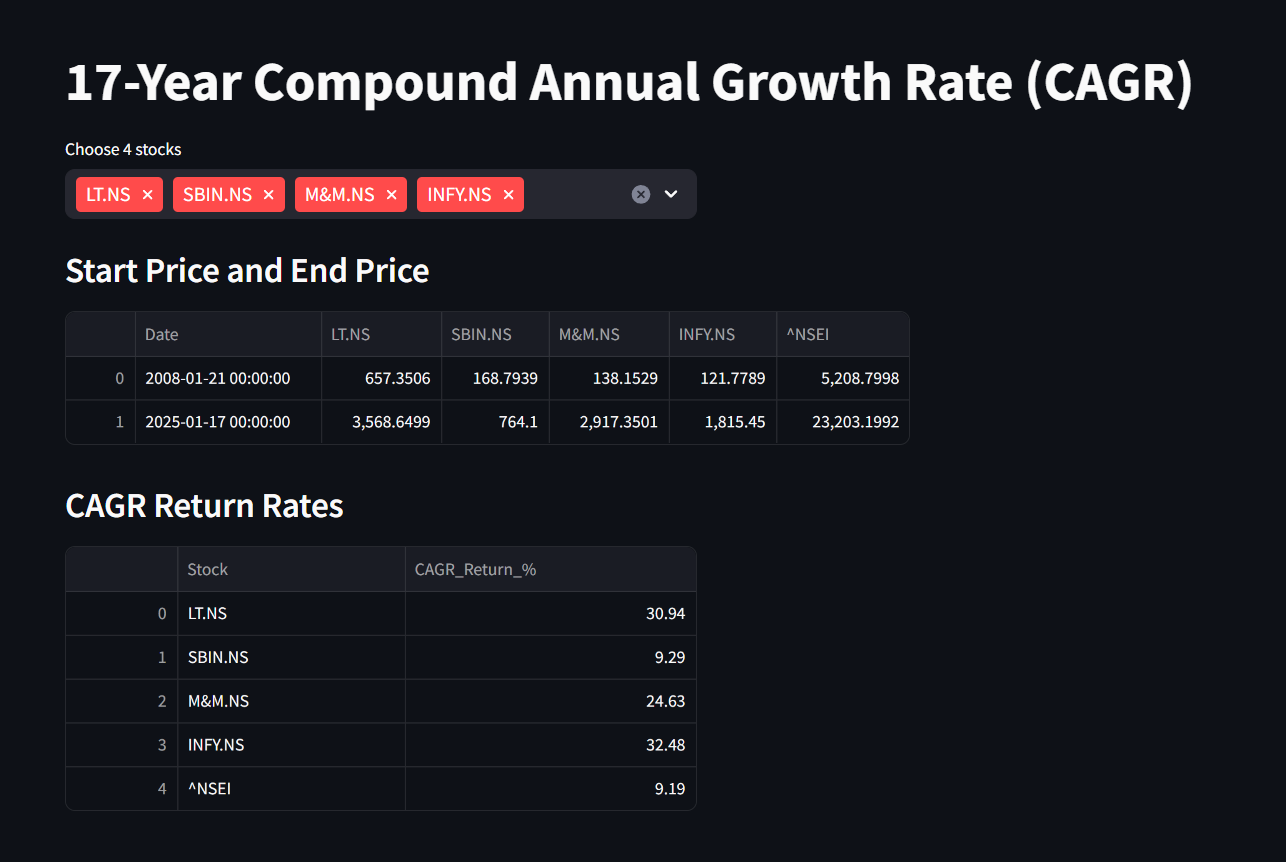 17-Year Compound Annual Growth Rate (CAGR)
Choose 4 stocks
LT.NS × SBIN.NS × M&M.NS × INFY.NS ×
Start Price and End Price
Date LT.NS SBIN.NS M&M.NS INFY.NS ^NSEI
0 2008-01-21 00:00:00 657.3506 168.7939 138.1529 121.7789 5,208.7998
1 2025-01-17 00:00:00 3,568.6499 764.1 2,917.3501 1,815.45 23,203.1992
CAGR Return Rates
Stock CAGR_Return_%
0 LT.NS 30.94
1 SBIN.NS 9.29
2 M&M.NS 24.63
3 INFY.NS 32.48
4 ^NSEI 9.19